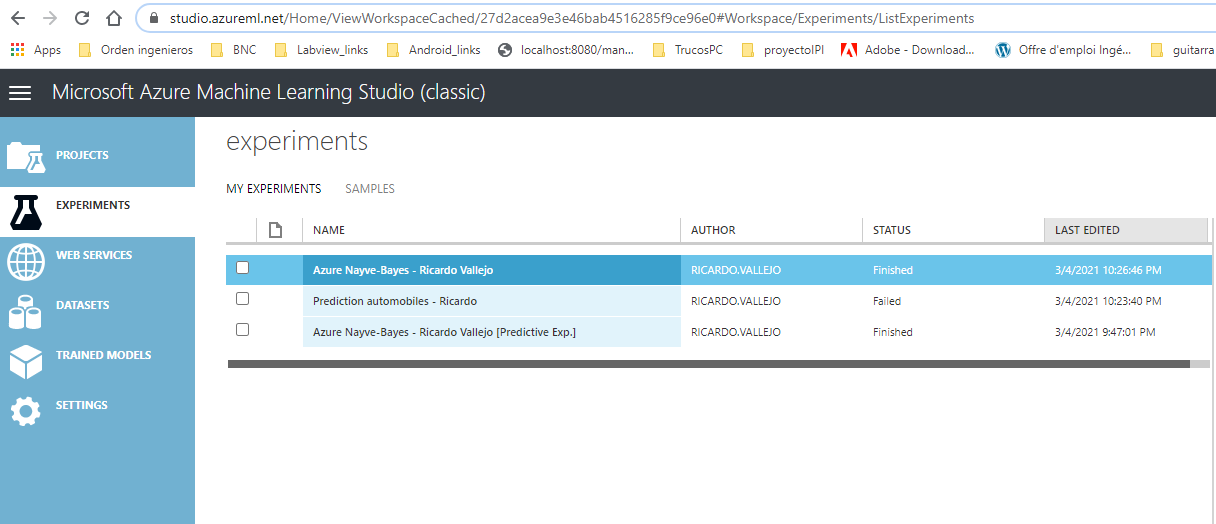 studio.azureml.net/Home/ViewWorkspaceCached/27d2acea9e3e46bab4516285f9ce96e0#Workspace/Experiments/ListExperiments
Apps Orden ingenieros BNC Labview_links Android_links localhost:8080/man... TrucosPC proyectoIPI Adobe - Download... Offre d'emploi Ingé... guitarra
Microsoft Azure Machine Learning Studio (classic)
PROJECTS
EXPERIMENTS
WEB SERVICES
DATASETS
TRAINED MODELS
SETTINGS
experiments
MY EXPERIMENTS SAMPLES
NAME AUTHOR STATUS LAST EDITED
Azure Nayve-Bayes - Ricardo Vallejo RICARDO.VALLEJO Finished 3/4/2021 10:26:46 PM
Prediction automobiles - Ricardo RICARDO.VALLEJO Failed 3/4/2021 10:23:40 PM
Azure Nayve-Bayes - Ricardo Vallejo [Predictive Exp.] RICARDO.VALLEJO Finished 3/4/2021 9:47:01 PM